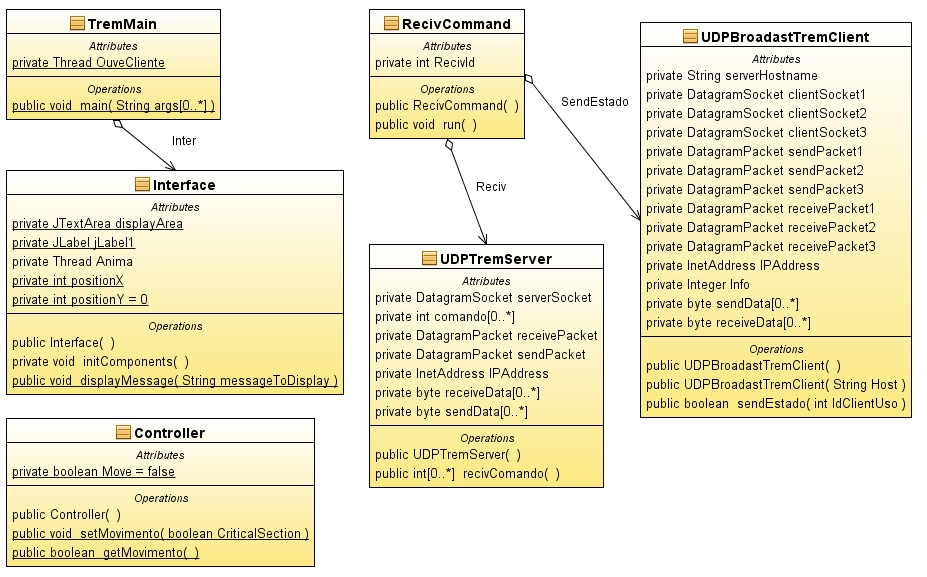 TremMain
Attributes
private Thread OuveCliente
Operations
public void main( String args[0..*] )
Inter
Interface
Attributes
private JTextArea displayArea
private JLabel jLabel1
private Thread Anima
private int positionX
private int positionY = 0
Operations
public Interface( )
private void initComponents( )
public void displayMessage( String messageToDisplay )
Controller
Attributes
private boolean Move = false
Operations
public Controller( )
public void setMovimento( boolean CriticalSection )
public boolean getMovimento( )
RecivCommand
Attributes
private int RecivId
Operations
public RecivCommand( )
public void run( )
SendEstado
Reciv
UDPTremServer
Attributes
private DatagramSocket serverSocket
private int comando[0..*]
private DatagramPacket receivePacket
private DatagramPacket sendPacket
private InetAddress IPAddress
private byte receiveData[0..*]
private byte sendData[0..*]
Operations
public UDPTremServer( )
public int[0..*] recivComando( )
UDPBroadastTremClient
Attributes
private String serverHostname
private DatagramSocket clientSocket1
private DatagramSocket clientSocket2
private DatagramSocket clientSocket3
private DatagramPacket sendPacket1
private DatagramPacket sendPacket2
private DatagramPacket sendPacket3
private DatagramPacket receivePacket1
private DatagramPacket receivePacket2
private DatagramPacket receivePacket3
private InetAddress IPAddress
private Integer Info
private byte sendData[0..*]
private byte receiveData[0..*]
Operations
public UDPBroadastTremClient( )
public UDPBroadastTremClient( String Host )
public boolean sendEstado( int IdClientUso )